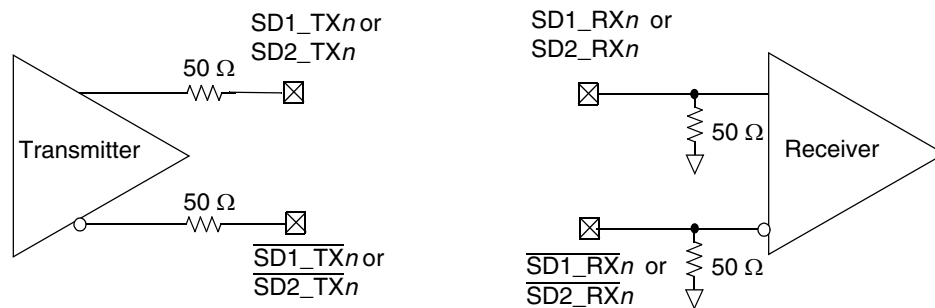 SD1_TXn or
SD2_TXn
50 Ω
Transmitter
50 Ω
SD1_TXn or
SD2_TXn
SD1_RXn or
SD2_RXn
50 Ω
Receiver
SD1_RXn or
SD2_RXn
50 Ω